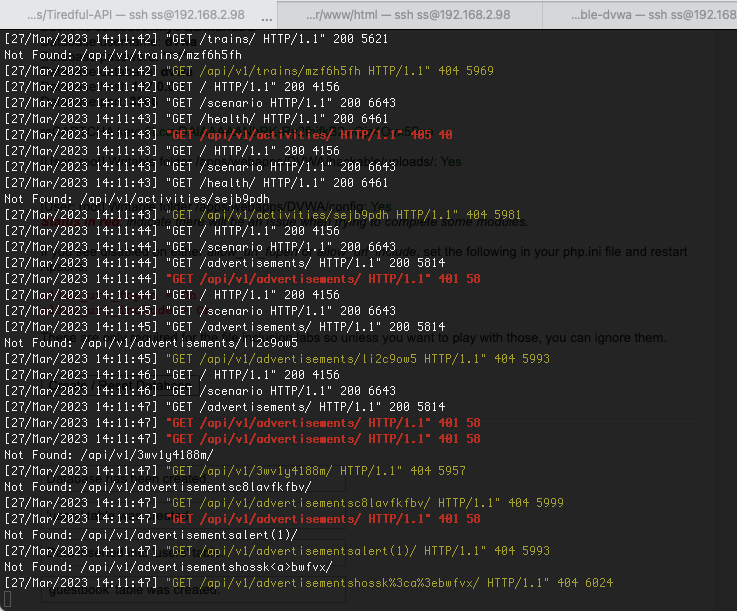 ...s/Tiredful-API — ssh ss@192.168.2.98 ...
...r/www/html — ssh ss@192.168.2.98
...ble-dvwa — ssh ss@192.168
[27/Mar/2023 14:11:42] "GET /trains/ HTTP/1.1" 200 5621
Not Found: /api/v1/trains/mzf6h5fh
[27/Mar/2023 14:11:42] "GET /api/v1/trains/mzf6h5fh HTTP/1.1" 404 5969
[27/Mar/2023 14:11:42] "GET / HTTP/1.1" 200 4156
[27/Mar/2023 14:11:43] "GET /scenario HTTP/1.1" 200 6643
[27/Mar/2023 14:11:43] "GET /health/ HTTP/1.1" 200 6461
[27/Mar/2023 14:11:43] "GET /api/v1/activities/ HTTP/1.1" 405 40
[27/Mar/2023 14:11:43] "GET / HTTP/1.1" 200 4156
[27/Mar/2023 14:11:43] "GET /scenario HTTP/1.1" 200 6643
[27/Mar/2023 14:11:43] "GET /health/ HTTP/1.1" 200 6461
Not Found: /api/v1/activities/sejb9pdh
[27/Mar/2023 14:11:43] "GET /api/v1/activities/sejb9pdh HTTP/1.1" 404 5981
[27/Mar/2023 14:11:44] "GET / HTTP/1.1" 200 4156
[27/Mar/2023 14:11:44] "GET /scenario HTTP/1.1" 200 6643
[27/Mar/2023 14:11:44] "GET /advertisements/ HTTP/1.1" 200 5814
[27/Mar/2023 14:11:44] "GET /api/v1/advertisements/ HTTP/1.1" 401 58
[27/Mar/2023 14:11:44] "GET / HTTP/1.1" 200 4156
[27/Mar/2023 14:11:45] "GET /scenario HTTP/1.1" 200 6643
[27/Mar/2023 14:11:45] "GET /advertisements/ HTTP/1.1" 200 5814
Not Found: /api/v1/advertisements/li2c9ow5
[27/Mar/2023 14:11:45] "GET /api/v1/advertisements/li2c9ow5 HTTP/1.1" 404 5993
[27/Mar/2023 14:11:46] "GET / HTTP/1.1" 200 4156
[27/Mar/2023 14:11:46] "GET /scenario HTTP/1.1" 200 6643
[27/Mar/2023 14:11:47] "GET /advertisements/ HTTP/1.1" 200 5814
[27/Mar/2023 14:11:47] "GET /api/v1/advertisements/ HTTP/1.1" 401 58
[27/Mar/2023 14:11:47] "GET /api/v1/advertisements/ HTTP/1.1" 401 58
Not Found: /api/v1/3wv1y4188m/
[27/Mar/2023 14:11:47] "GET /api/v1/3wv1y4188m/ HTTP/1.1" 404 5957
Not Found: /api/v1/advertisementsc8lavfkfbv/
[27/Mar/2023 14:11:47] "GET /api/v1/advertisementsc8lavfkfbv/ HTTP/1.1" 404 5999
[27/Mar/2023 14:11:47] "GET /api/v1/advertisements/ HTTP/1.1" 401 58
Not Found: /api/v1/advertisementsalert(1)/
[27/Mar/2023 14:11:47] "GET /api/v1/advertisementsalert(1)/ HTTP/1.1" 404 5993
Not Found: /api/v1/advertisementshossk<a>bwfvx/
[27/Mar/2023 14:11:47] "GET /api/v1/advertisementshossk%3ca%3ebwfvx/ HTTP/1.1" 404 6024